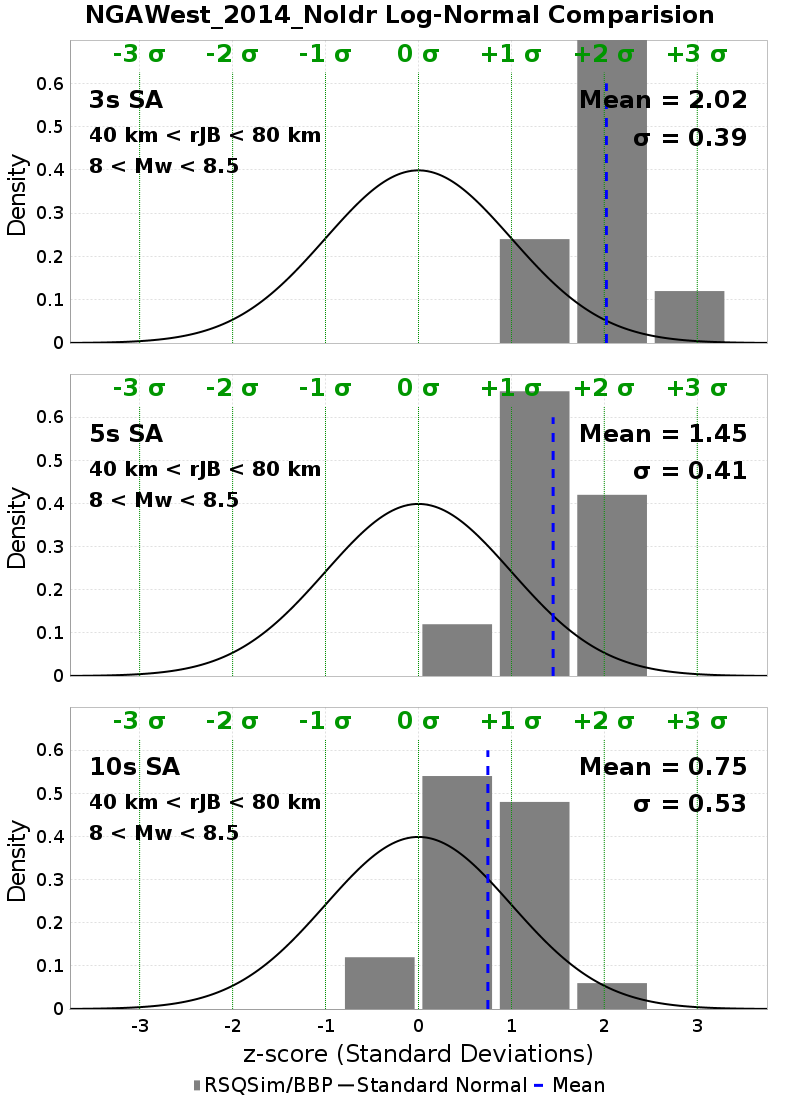 NGAWest_2014_NoIdr Log-Normal Comparision
-3 σ -2 σ -1 σ 0 σ +1 σ +2 σ +3 σ
3s SA
40 km < rJB < 80 km
8 < Mw < 8.5
Mean = 2.02
σ = 0.39
Density
0.6
0.5
0.4
0.3
0.2
0.1
0
-3 σ -2 σ -1 σ 0 σ +1 σ +2 σ +3 σ
5s SA
40 km < rJB < 80 km
8 < Mw < 8.5
Mean = 1.45
σ = 0.41
Density
0.6
0.5
0.4
0.3
0.2
0.1
0
-3 σ -2 σ -1 σ 0 σ +1 σ +2 σ +3 σ
10s SA
40 km < rJB < 80 km
8 < Mw < 8.5
Mean = 0.75
σ = 0.53
Density
0.6
0.5
0.4
0.3
0.2
0.1
0
-3 -2 -1 0 1 2 3
z-score (Standard Deviations)
RSQSim/BBP Standard Normal Mean